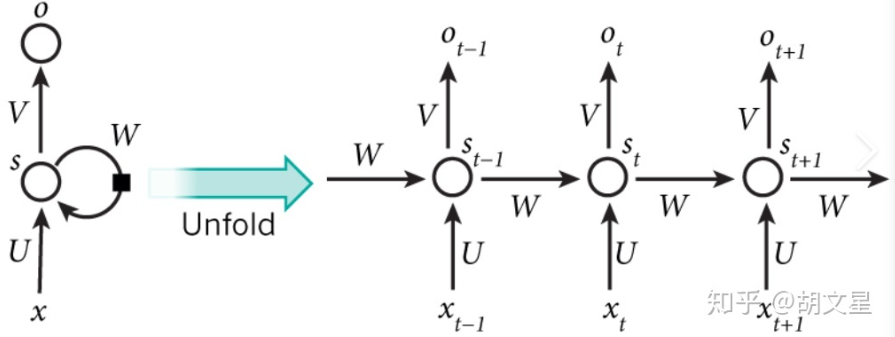 o
o_{t-1} o_t o_{t+1}
V W V V V
s W s_{t-1} s_t s_{t+1}
W W W
U Unfold U U U
x x_{t-1} x_t x_{t+1}
知乎 @胡文星